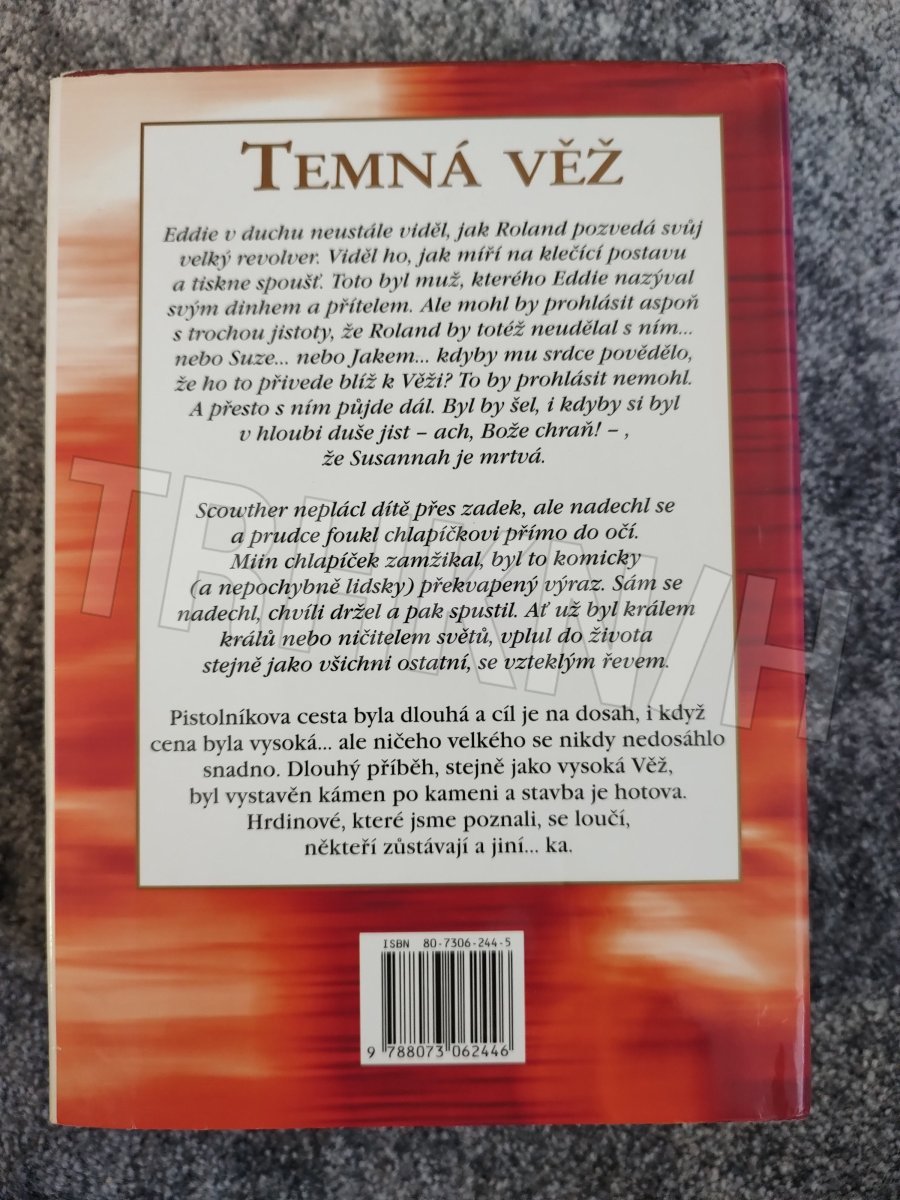 TEMNÁ VĚŽ
Eddie v duchu neustále viděl, jak Roland pozvedá svůj
velký revolver. Viděl ho, jak míří na klečící postavu
a tiskne spoušť. Toto byl muž, kterého Eddie nazýval
svým dinhem a přítelem. Ale mohl by prohlásit aspoň
s trochou jistoty, že Roland by totéž neudělal s ním...
nebo Suze... nebo Jakem... kdyby mu srdce povědělo,
že ho to přivede blíž k Věži? To by prohlásit nemohl.
A přesto s ním půjde dál. Byl by šel, i kdyby si byl
v hloubi duše jist – ach, Bože chraň! – ,
že Susannah je mrtvá.
Scowther neplácl dítě přes zadek, ale nadechl se
a prudce foukl chlapíčkovi přímo do očí.
Miin chlapíček zamžikal, byl to komicky
(a nepochybně lidsky) překvapený výraz. Sám se
nadechl, chvíli držel a pak spustil. Ať už byl králem
králů nebo ničitelem světů, vplul do života
stejně jako všichni ostatní, se vzteklým řevem.
Pistolníkova cesta byla dlouhá a cíl je na dosah, i když
cena byla vysoká... ale ničeho velkého se nikdy nedosáhlo
snadno. Dlouhý příběh, stejně jako vysoká Věž,
byl vystavěn kámen po kameni a stavba je hotova.
Hrdinové, které jsme poznali, se loučí,
někteří zůstávají a jiní... ka.
ISBN 80-7306-244-5
9 788073 062446
TRHKNIH